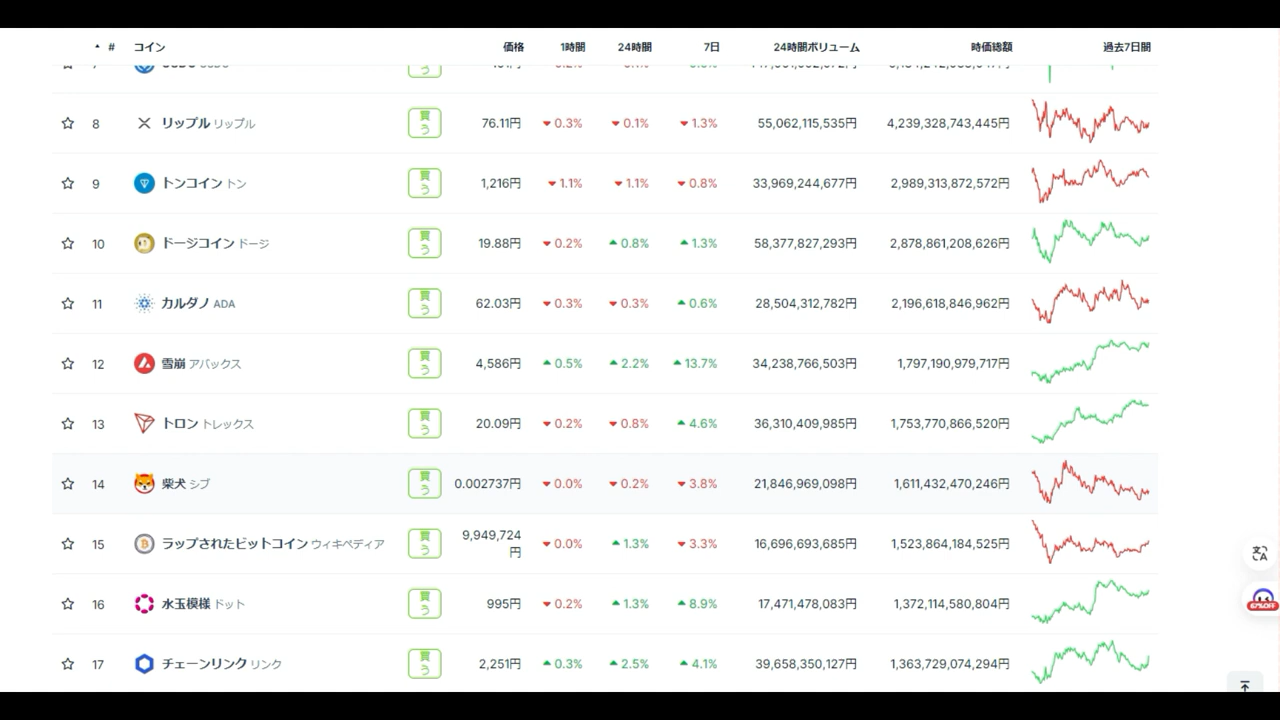 # コイン 価格 1時間 24時間 7日 24時間ボリューム 時価総額 過去7日間
8 リップル リップル 買う 76.11円 0.3% 0.1% 1.3% 55,062,115,535円 4,239,328,743,445円
9 トンコイン トン 買う 1,216円 1.1% 1.1% 0.8% 33,969,244,677円 2,989,313,872,572円
10 ドージコイン ドージ 買う 19.88円 0.2% 0.8% 1.3% 58,377,827,293円 2,878,861,208,626円
11 カルダノ ADA 買う 62.03円 0.3% 0.3% 0.6% 28,504,312,782円 2,196,618,846,962円
12 雪崩 アバックス 買う 4,586円 0.5% 2.2% 13.7% 34,238,766,503円 1,797,190,979,717円
13 トロン トレックス 買う 20.09円 0.2% 0.8% 4.6% 36,310,409,985円 1,753,770,866,520円
14 柴犬 シブ 買う 0.002737円 0.0% 0.2% 3.8% 21,846,969,098円 1,611,432,470,246円
15 ラップされたビットコイン ウィキペディア 買う 9,949,724円 0.0% 1.3% 3.3% 16,696,693,685円 1,523,864,184,525円
16 水玉模様 ドット 買う 995円 0.2% 1.3% 8.9% 17,471,478,083円 1,372,114,580,804円
17 チェーンリンク リンク 買う 2,251円 0.3% 2.5% 4.1% 39,658,350,127円 1,363,729,074,294円
67%OFF